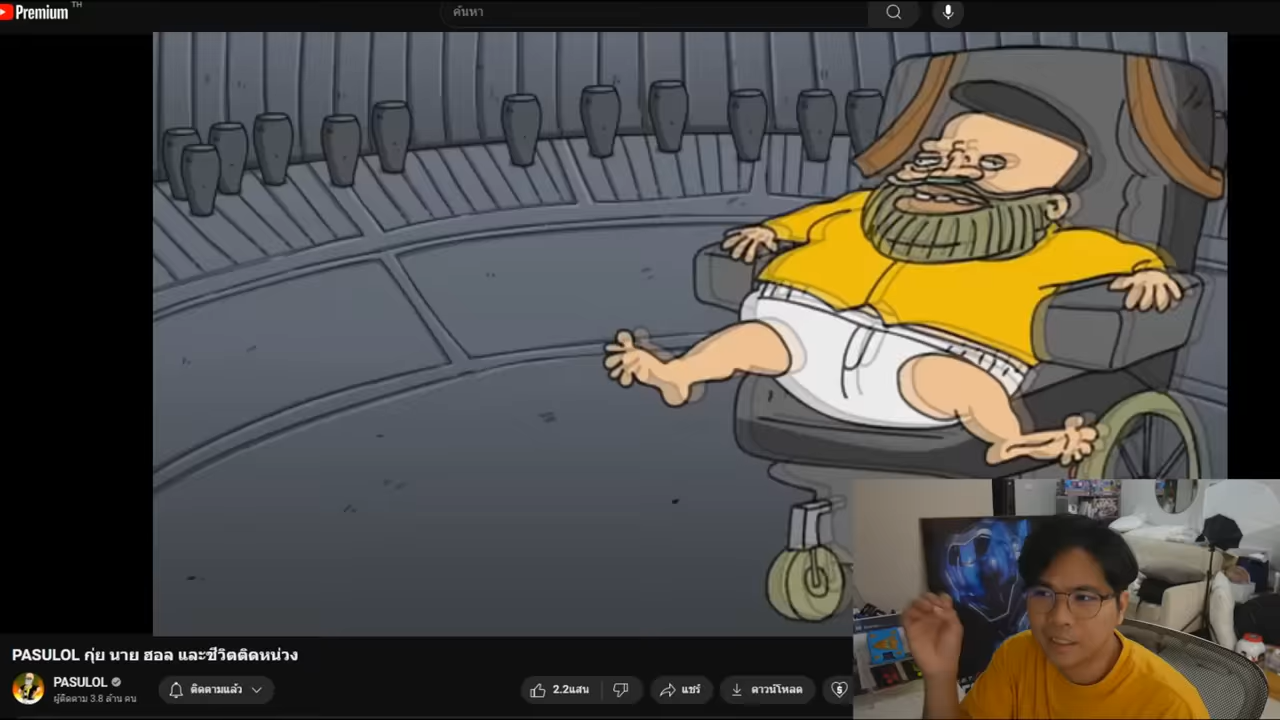 Premium TH
ค้นหา
PASULOL กุ่ย นาย ฮอล และชีวิตติดหน่วง
PASULOL
ผู้ติดตาม 3.8 ล้าน คน
ติดตามแล้ว
2.2แสน
แชร์
ดาวน์โหลด